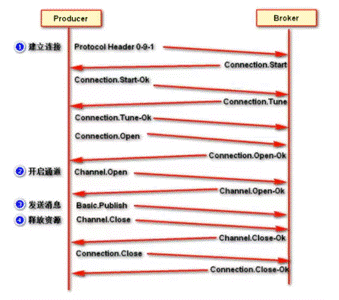 Producer
Broker
1 建立连接 Protocol Header 0-9-1
Connection.Start
Connection.Start-Ok
Connection.Tune
Connection.Tune-Ok
Connection.Open
Connection.Open-Ok
2 开启通道 Channel.Open
Channel.Open-Ok
3 发送消息 Basic.Publish
4 释放资源 Channel.Close
Channel.Close-Ok
Connection.Close
Connection.Close-Ok